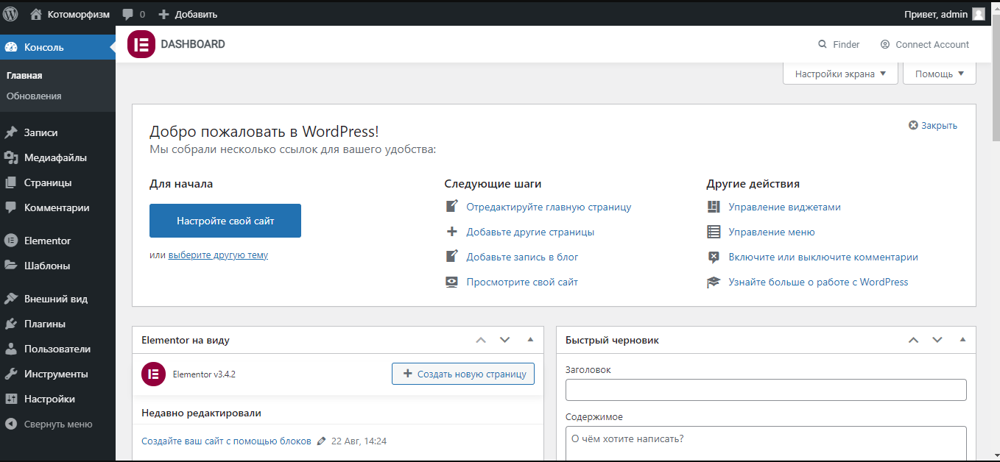 Котоморфизм
0
Добавить
Привет, admin
Консоль
Главная
Обновления
Записи
Медиафайлы
Страницы
Комментарии
Elementor
Шаблоны
Внешний вид
Плагины
Пользователи
Инструменты
Настройки
Свернуть меню
DASHBOARD
Finder
Connect Account
Настройки экрана
Помощь
Добро пожаловать в WordPress!
Мы собрали несколько ссылок для вашего удобства:
Закрыть
Для начала
Настройте свой сайт
или выберите другую тему
Следующие шаги
Отредактируйте главную страницу
Добавьте другие страницы
Добавьте запись в блог
Просмотрите свой сайт
Другие действия
Управление виджетами
Управление меню
Включите или выключите комментарии
Узнайте больше о работе с WordPress
Elementor на виду
Elementor v3.4.2
Создать новую страницу
Недавно редактировали
Создайте ваш сайт с помощью блоков 22 Авг, 14:24
Быстрый черновик
Заголовок
Содержимое
О чём хотите написать?